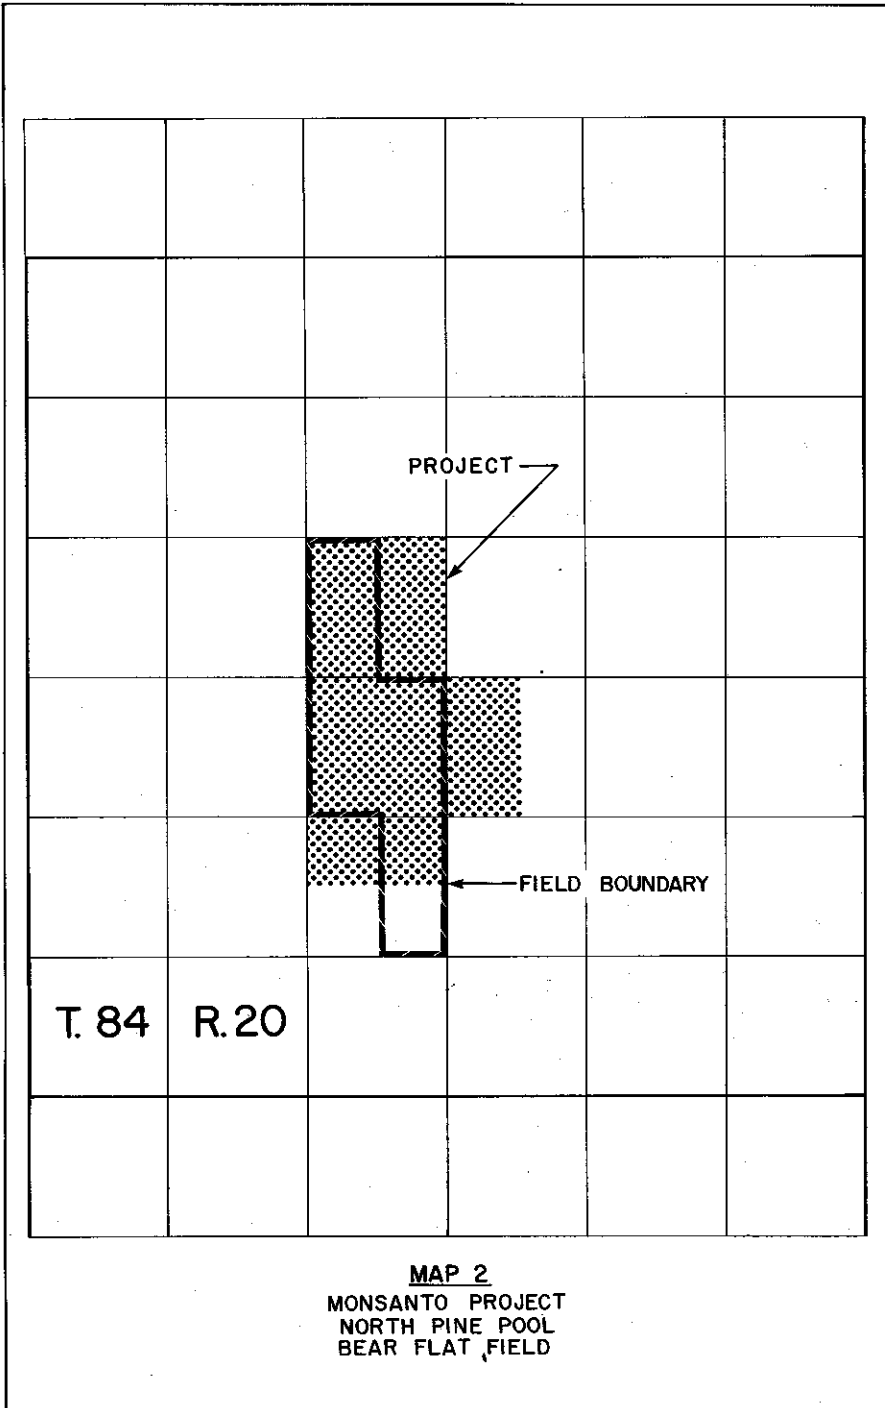 PROJECT
FIELD BOUNDARY
T. 84 R. 20
MAP 2
MONSANTO PROJECT
NORTH PINE POOL
BEAR FLAT FIELD